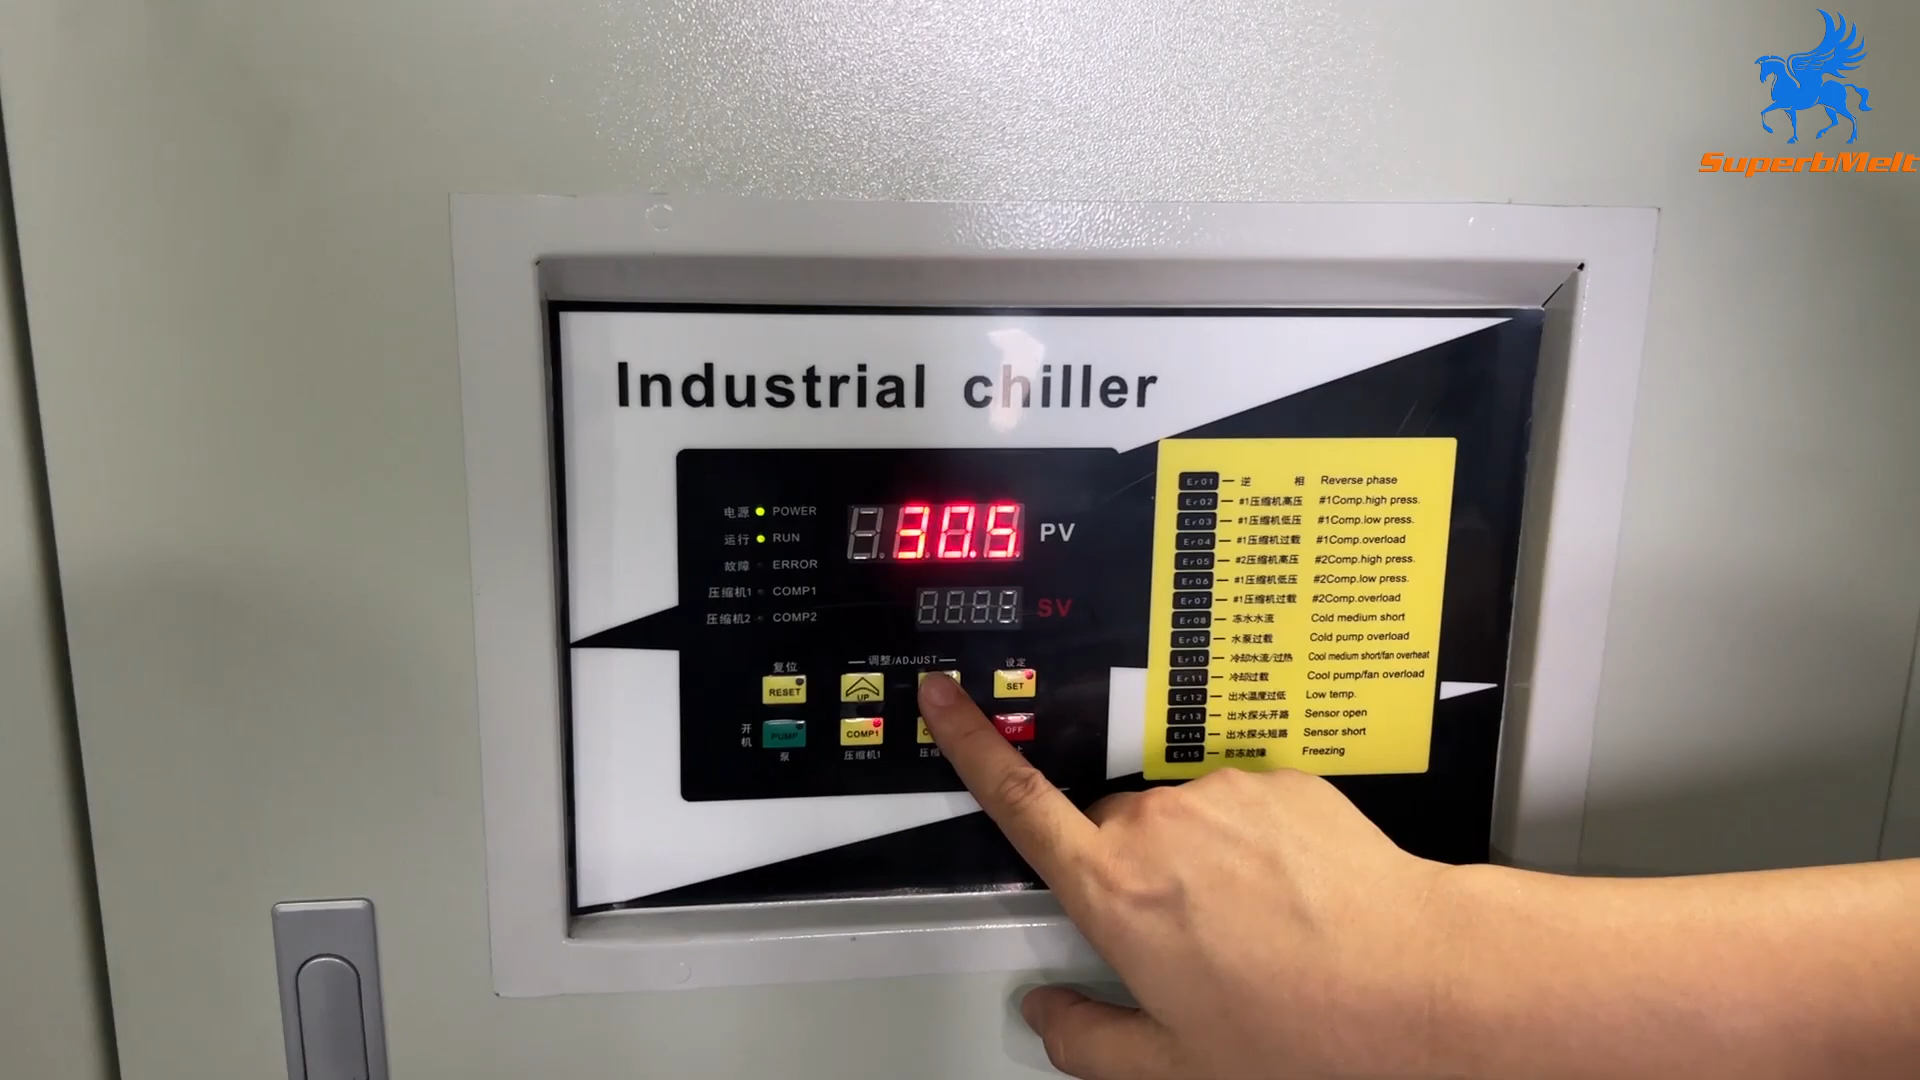 SuperbMelt
Industrial chiller
电源 POWER
运行 RUN
故障 ERROR
压缩机1 COMP1
压缩机2 COMP2
30.5 PV
SV
复位
调整/ADJUST
设定
RESET
UP
SET
开机
PUMP
COMP1
OFF
泵
压缩机1
压缩
Er01 逆 相 Reverse phase
Er02 #1压缩机高压 #1Comp.high press.
Er03 #1压缩机低压 #1Comp.low press.
Er04 #1压缩机过载 #1Comp.overload
Er05 #2压缩机高压 #2Comp.high press.
Er06 #1压缩机低压 #2Comp.low press.
Er07 #1压缩机过载 #2Comp.overload
Er08 冻水水流 Cold medium short
Er09 水泵过载 Cold pump overload
Er10 冷却水流/过热 Cool medium short/fan overheat
Er11 冷却过载 Cool pump/fan overload
Er12 出水温度过低 Low temp.
Er13 出水探头开路 Sensor open
Er14 出水探头短路 Sensor short
Er15 防冻故障 Freezing